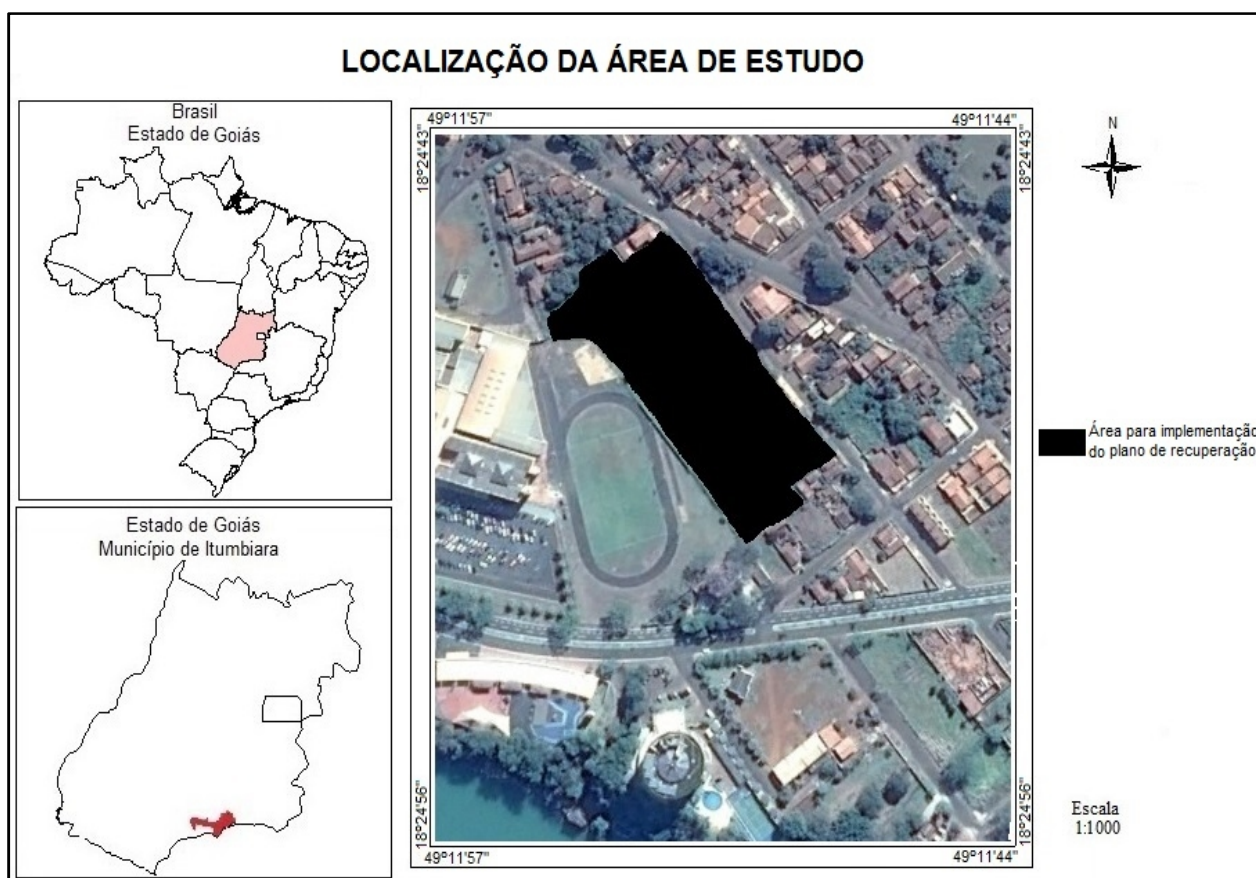 LOCALIZAÇÃO DA ÁREA DE ESTUDO
Brasil
Estado de Goiás
Estado de Goiás
Município de Itumbiara
49º11'57"
49º11'44"
18º24'43"
18º24'43"
18º24'56"
18º24'56"
49º11'57"
49º11'44"
N
Área para implementação
do plano de recuperação
Escala
1:1000